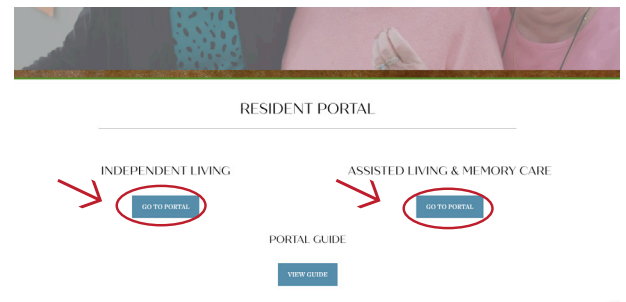 RESIDENT PORTAL
INDEPENDENT LIVING
GO TO PORTAL
ASSISTED LIVING & MEMORY CARE
GO TO PORTAL
PORTAL GUIDE
VIEW GUIDE